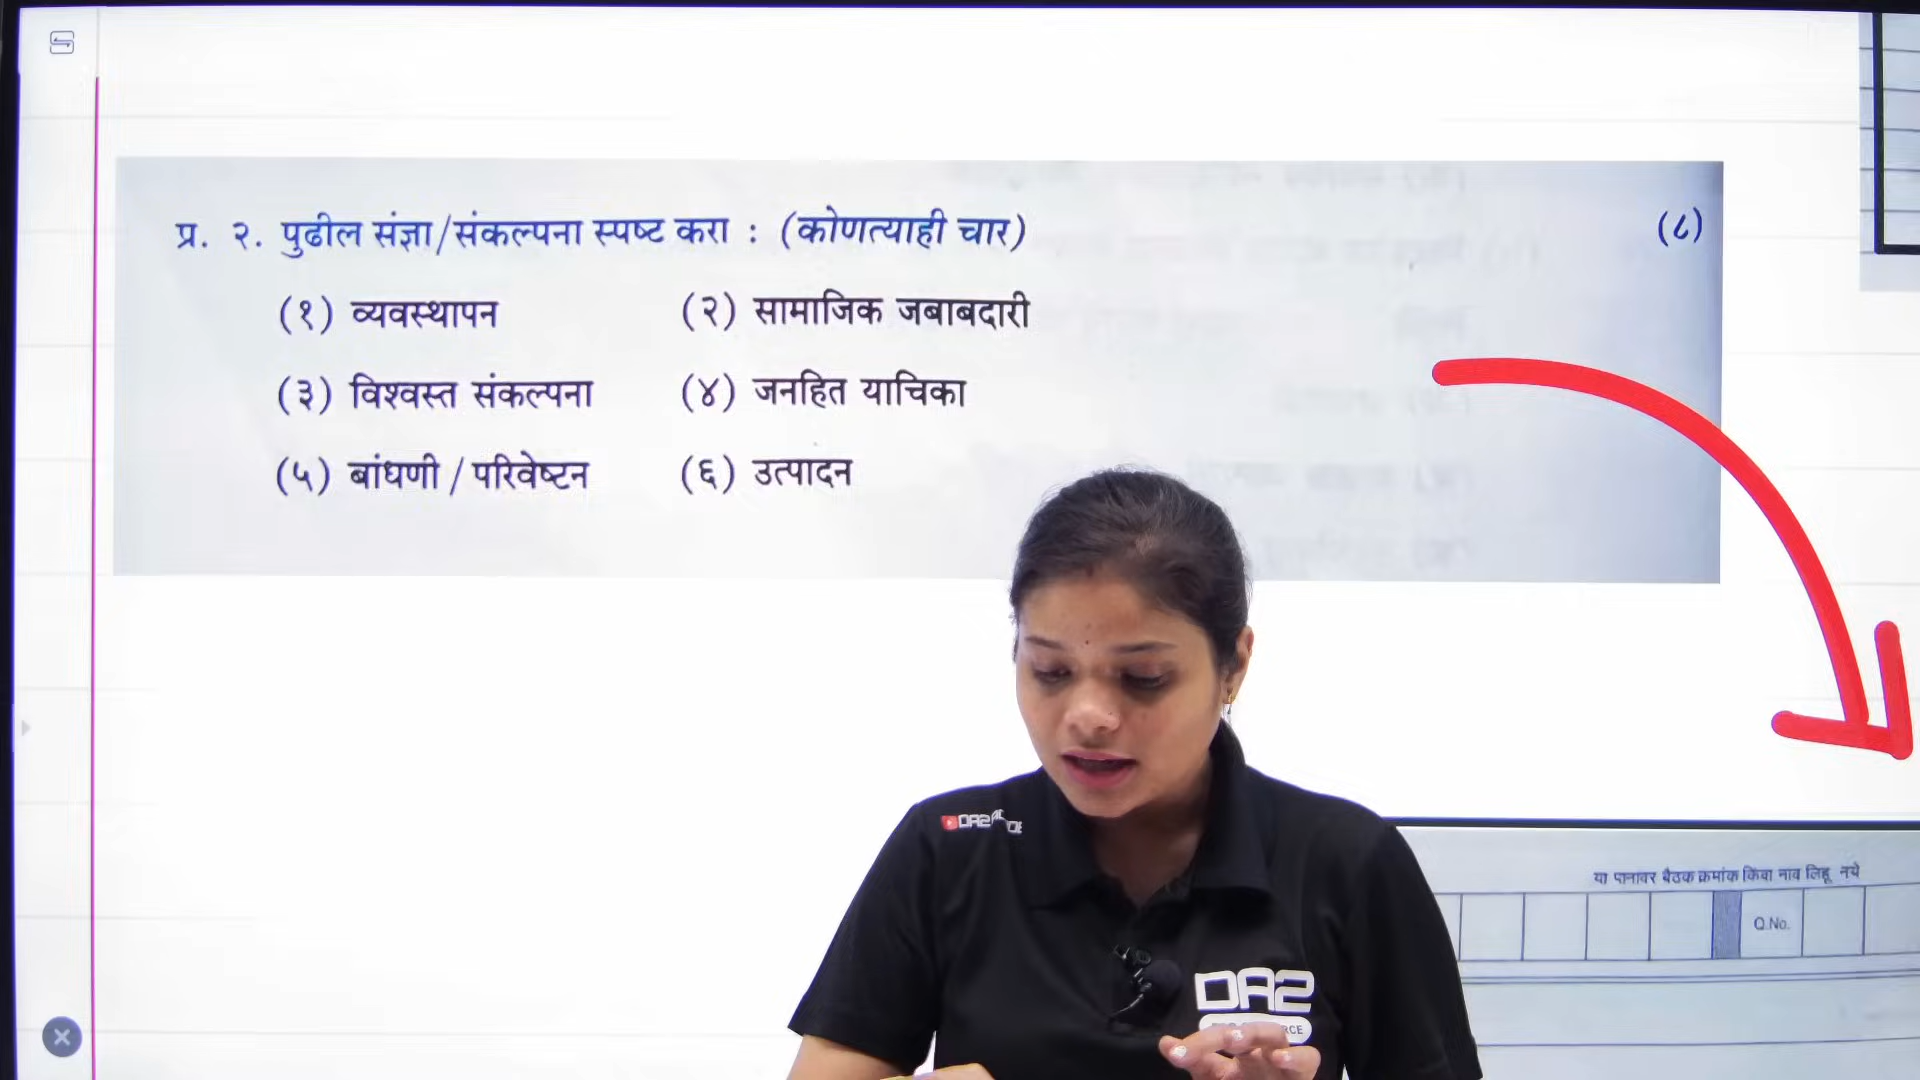 प्र. २. पुढील संज्ञा/संकल्पना स्पष्ट करा : (कोणत्याही चार) (८)
(१) व्यवस्थापन (२) सामाजिक जबाबदारी
(३) विश्वस्त संकल्पना (४) जनहित याचिका
(५) बांधणी / परिवेष्टन (६) उत्पादन
या पानावर बैठक क्रमांक किंवा नाव लिहू नये
Q.No.
DA2
DA2